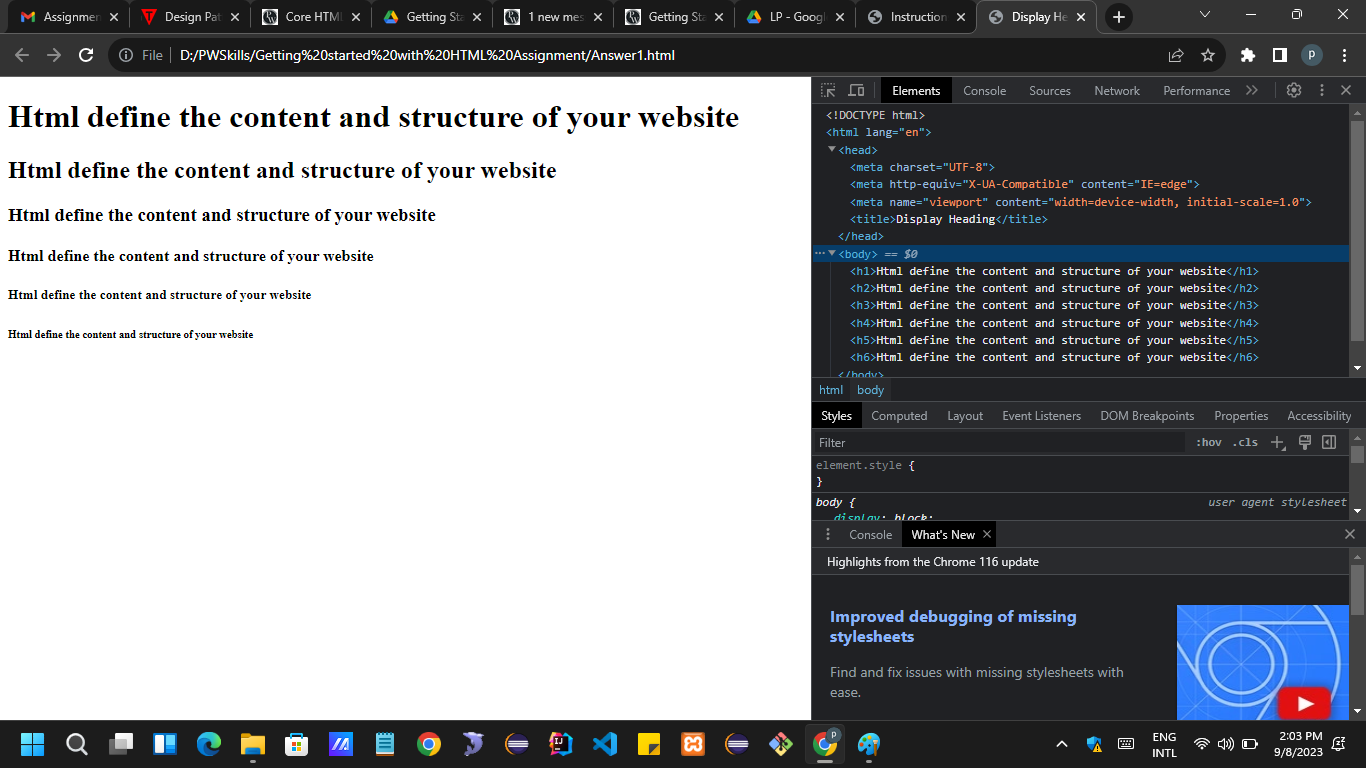 Assignmen
Design Pat
Core HTML
Getting Sta
1 new mes
Getting Sta
LP - Googl
Instruction
Display He
File D:/PWSkills/Getting%20started%20with%20HTML%20Assignment/Answer1.html
P
Html define the content and structure of your website
Html define the content and structure of your website
Html define the content and structure of your website
Html define the content and structure of your website
Html define the content and structure of your website
Html define the content and structure of your website
Elements Console Sources Network Performance
<!DOCTYPE html>
<html lang="en">
<head>
<meta charset="UTF-8">
<meta http-equiv="X-UA-Compatible" content="IE=edge">
<meta name="viewport" content="width=device-width, initial-scale=1.0">
<title>Display Heading</title>
</head>
<body> == $0
<h1>Html define the content and structure of your website</h1>
<h2>Html define the content and structure of your website</h2>
<h3>Html define the content and structure of your website</h3>
<h4>Html define the content and structure of your website</h4>
<h5>Html define the content and structure of your website</h5>
<h6>Html define the content and structure of your website</h6>
</body>
html body
Styles Computed Layout Event Listeners DOM Breakpoints Properties Accessibility
Filter :hov .cls
element.style {
}
body { user agent stylesheet
display: block;
Console What's New
Highlights from the Chrome 116 update
Improved debugging of missing
stylesheets
Find and fix issues with missing stylesheets with
ease.
IJ
P
ENG
INTL
2:03 PM
9/8/2023